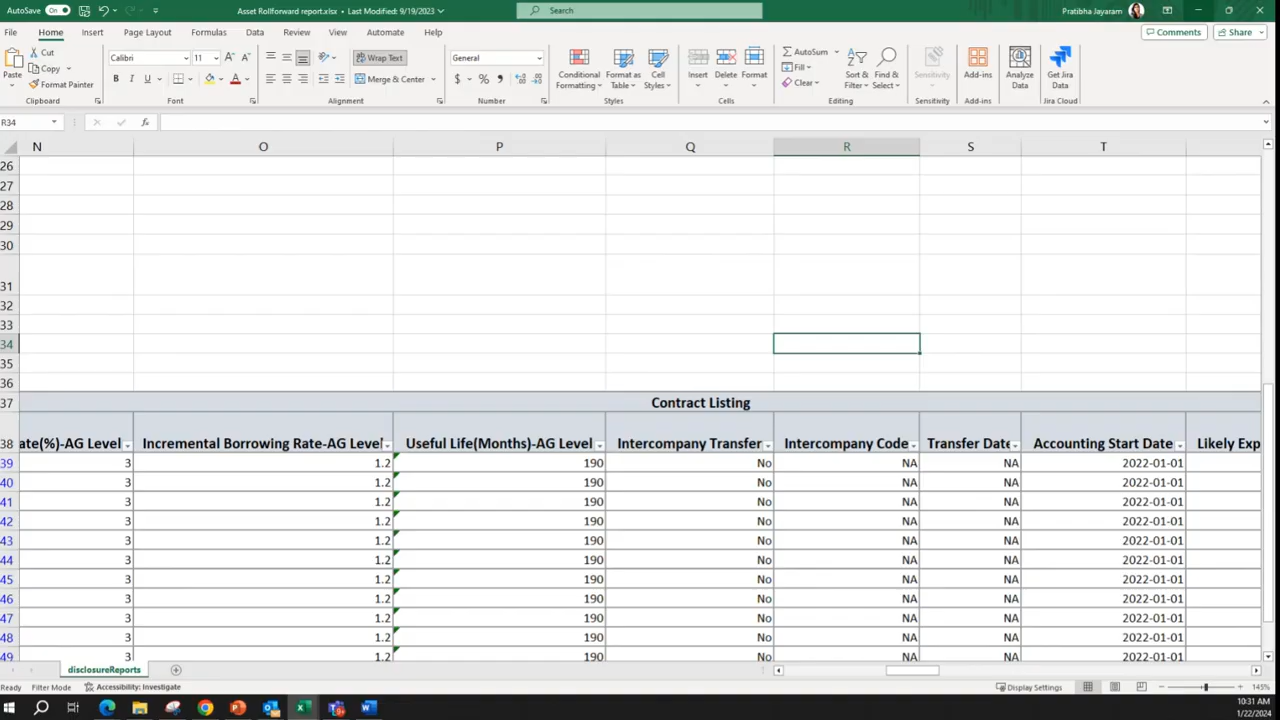 AutoSave On Asset Rollforward report.xlsx • Last Modified: 9/19/2023 Search Pratibha Jayaram
File Home Insert Page Layout Formulas Data Review View Automate Help Comments Share
Paste Cut Copy Format Painter
Calibri 11 A A B I U A
Wrap Text Merge & Center
General $ % ,
Conditional Formatting Format as Table Cell Styles
Insert Delete Format
AutoSum Fill Clear Sort & Filter Find & Select
Sensitivity Add-ins Analyze Data Get Jira Data
Clipboard Font Alignment Number Styles Cells Editing Sensitivity Add-ins Jira Cloud
R34 fx
N O P Q R S T
26
27
28
29
30
31
32
33
34
35
36
37 Contract Listing
38 ate(%)-AG Level Incremental Borrowing Rate-AG Level Useful Life(Months)-AG Level Intercompany Transfer Intercompany Code Transfer Date Accounting Start Date Likely Exp
39 3 1.2 190 No NA NA 2022-01-01
40 3 1.2 190 No NA NA 2022-01-01
41 3 1.2 190 No NA NA 2022-01-01
42 3 1.2 190 No NA NA 2022-01-01
43 3 1.2 190 No NA NA 2022-01-01
44 3 1.2 190 No NA NA 2022-01-01
45 3 1.2 190 No NA NA 2022-01-01
46 3 1.2 190 No NA NA 2022-01-01
47 3 1.2 190 No NA NA 2022-01-01
48 3 1.2 190 No NA NA 2022-01-01
49 3 1.2 190 No NA NA 2022-01-01
disclosureReports
Ready Filter Mode Accessibility: Investigate Display Settings 145%
10:31 AM
1/22/2024